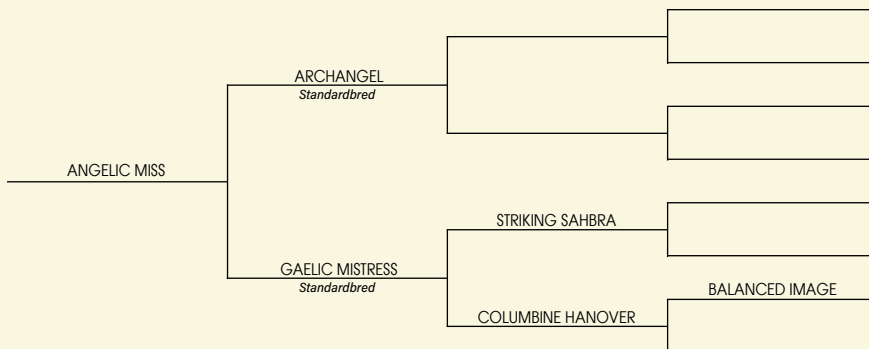 ARCHANGEL
Standardbred
ANGELIC MISS
STRIKING SAHBRA
GAELIC MISTRESS
Standardbred
BALANCED IMAGE
COLUMBINE HANOVER